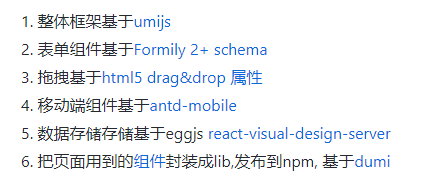 1. 整体框架基于umijs
2. 表单组件基于Formily 2+ schema
3. 拖拽基于html5 drag&drop 属性
4. 移动端组件基于antd-mobile
5. 数据存储存储基于eggjs react-visual-design-server
6. 把页面用到的组件封装成lib,发布到npm, 基于dumi